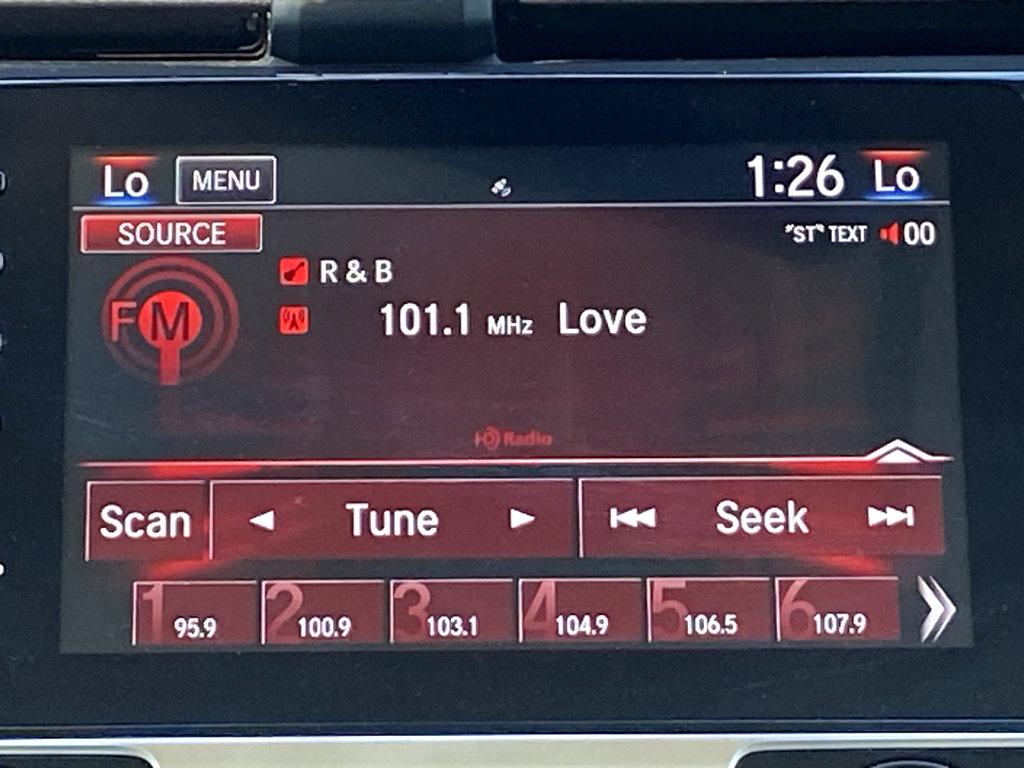 Lo MENU 1:26 Lo
SOURCE "ST" TEXT 00
FM R & B
101.1 MHz Love
HD Radio
Scan Tune Seek
1 95.9 2 100.9 3 103.1 4 104.9 5 106.5 6 107.9